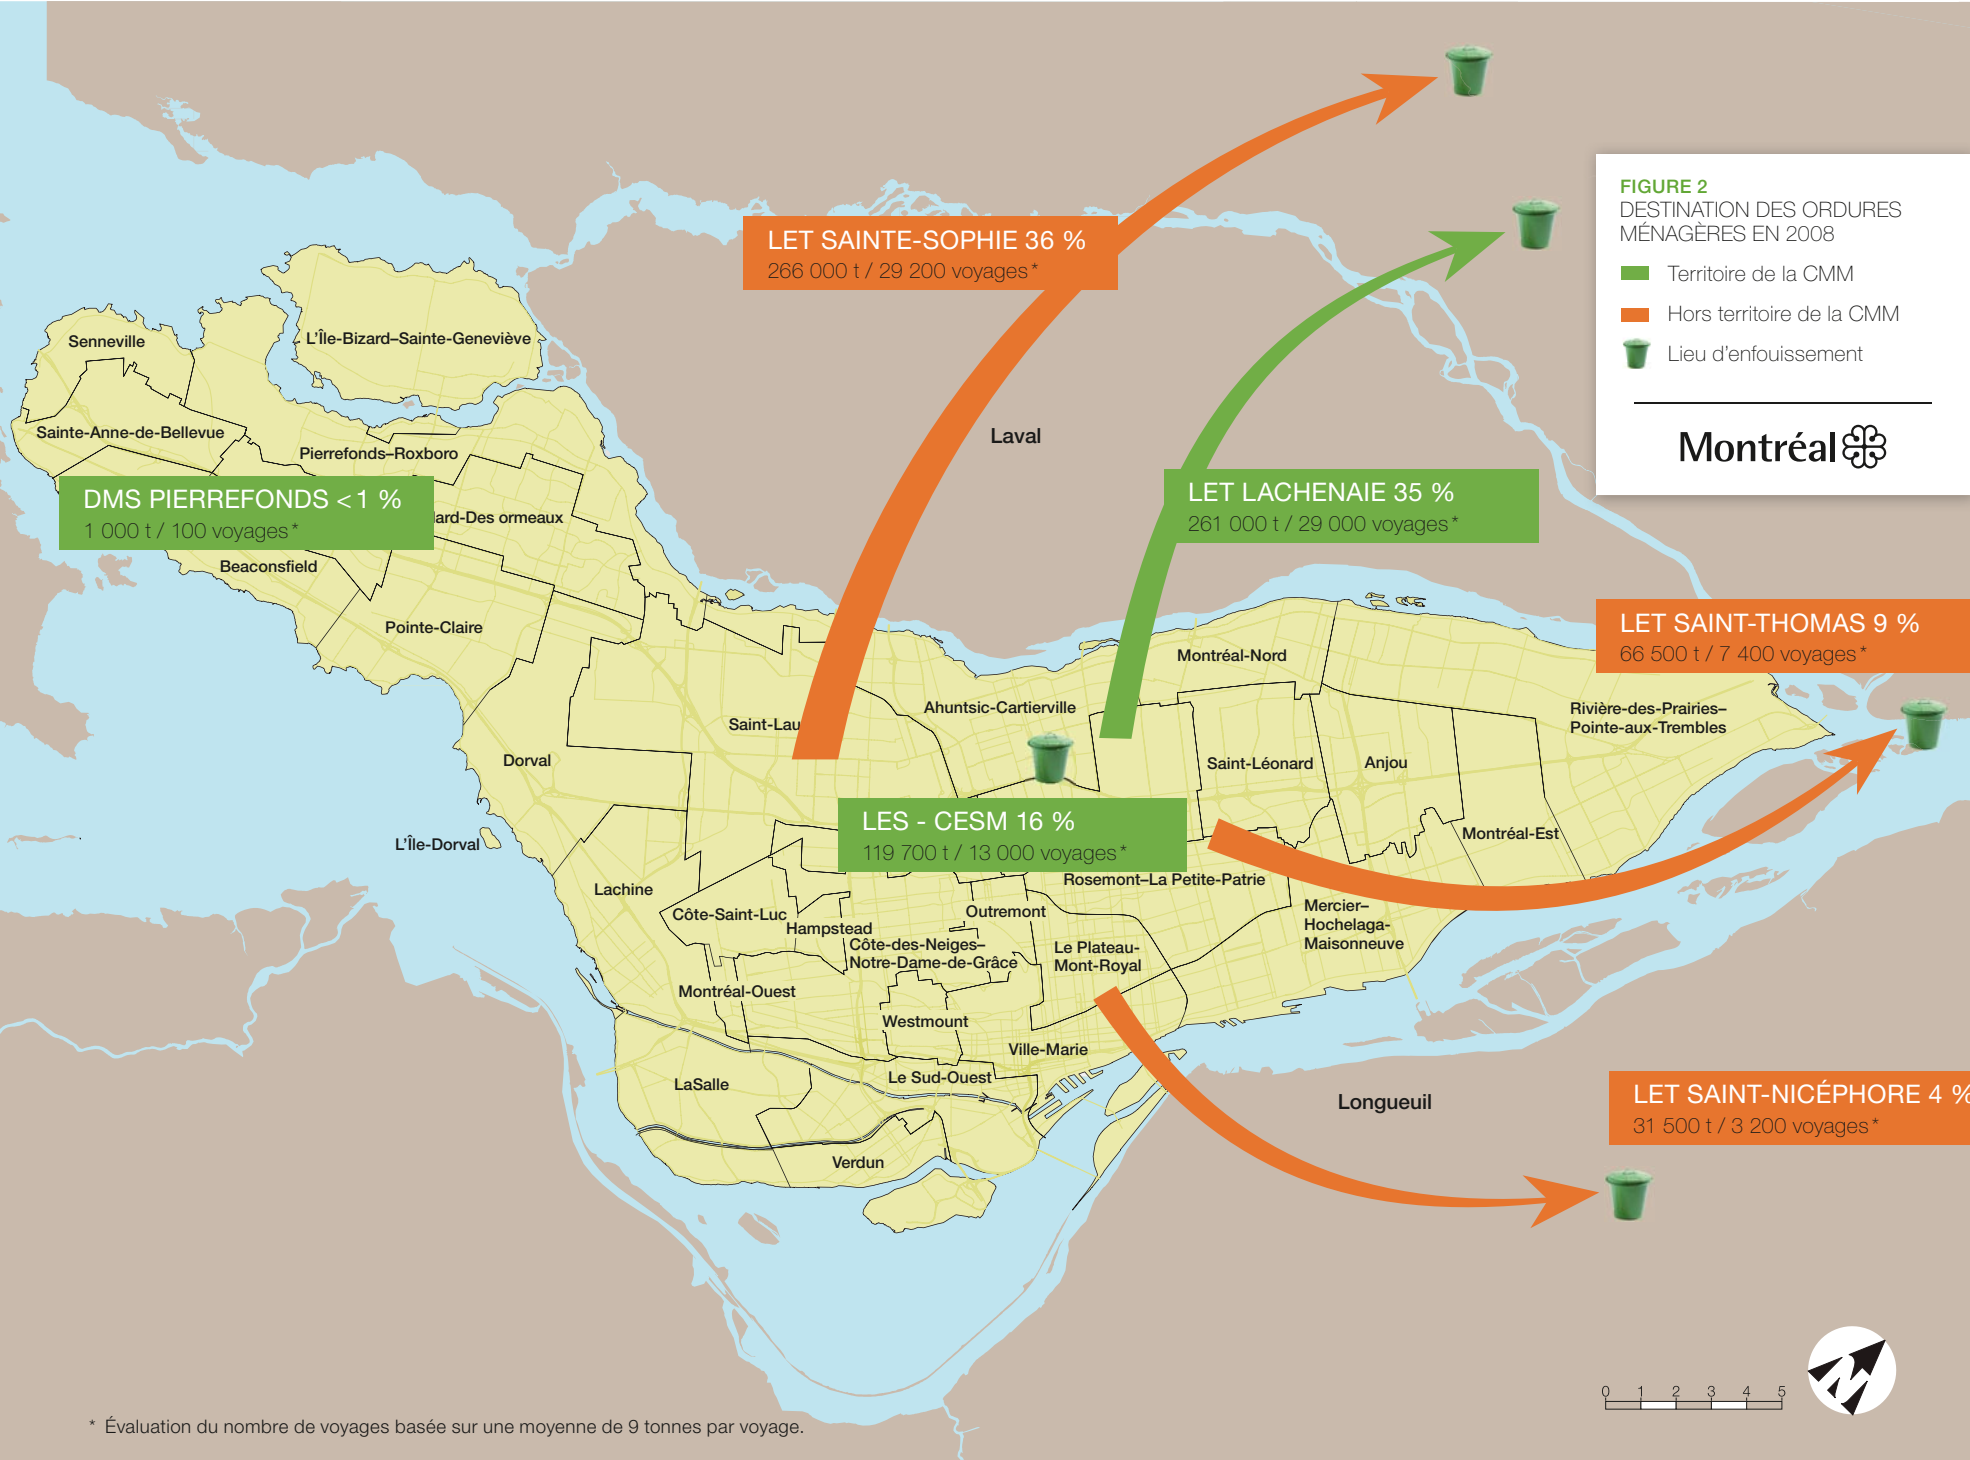 FIGURE 2
DESTINATION DES ORDURES
MÉNAGÈRES EN 2008
Territoire de la CMM
Hors territoire de la CMM
Lieu d'enfouissement
Montréal
LET SAINTE-SOPHIE 36 %
266 000 t / 29 200 voyages*
L'Île-Bizard–Sainte-Geneviève
Senneville
Sainte-Anne-de-Bellevue
Pierrefonds–Roxboro
Laval
DMS PIERREFONDS <1 %
1 000 t / 100 voyages*
lard-Des ormeaux
LET LACHENAIE 35 %
261 000 t / 29 000 voyages*
Beaconsfield
Pointe-Claire
LET SAINT-THOMAS 9 %
66 500 t / 7 400 voyages*
Montréal-Nord
Ahuntsic-Cartierville
Saint-Lau
Rivière-des-Prairies–
Pointe-aux-Trembles
Dorval
Saint-Léonard
Anjou
LES - CESM 16 %
119 700 t / 13 000 voyages*
Montréal-Est
L'Île-Dorval
Lachine
Rosemont–La Petite-Patrie
Côte-Saint-Luc
Hampstead
Outremont
Mercier–
Hochelaga-
Maisonneuve
Côte-des-Neiges–
Notre-Dame-de-Grâce
Le Plateau-
Mont-Royal
Montréal-Ouest
Westmount
Ville-Marie
LaSalle
Le Sud-Ouest
Longueuil
LET SAINT-NICÉPHORE 4 %
31 500 t / 3 200 voyages*
Verdun
0 1 2 3 4 5
* Évaluation du nombre de voyages basée sur une moyenne de 9 tonnes par voyage.